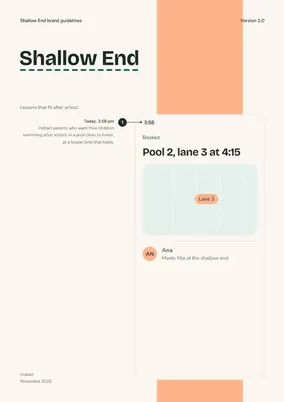 Shallow End brand guidelines
Version 1.0
Shallow End
Lessons that fit after school.
Today, 3:58 pm
1
3:58
Hobart parents who want their children
swimming after school, in a pool close to home,
at a lesson time that holds.
Booked
Pool 2, lane 3 at 4:15
Lane 3
AN
Ana
Meets Mia at the shallow end
Hobart
November 2026